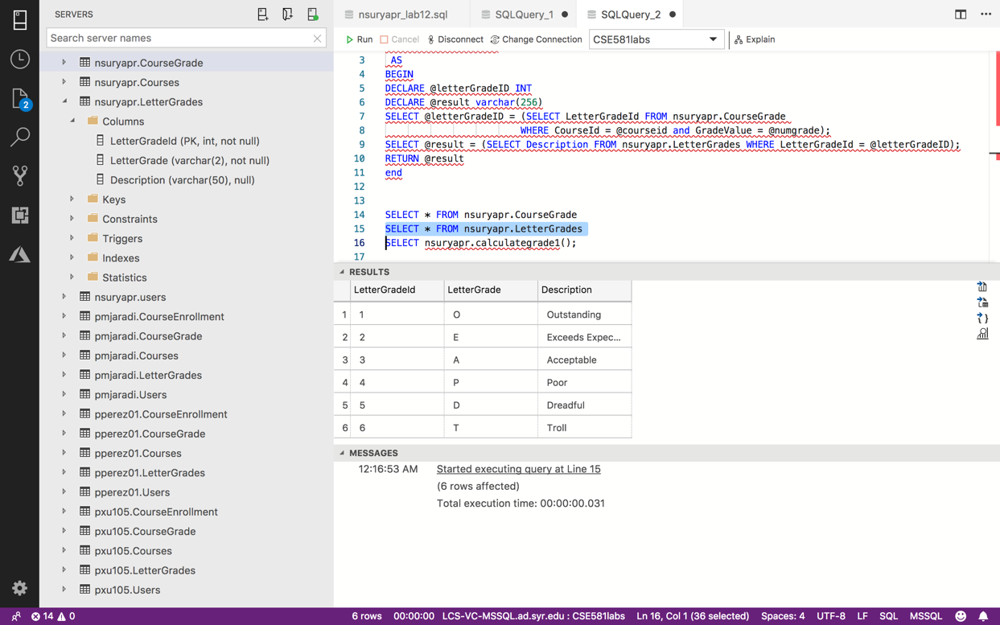 SERVERS
Search server names
nsuryapr.CourseGrade
nsuryapr.Courses
nsuryapr.LetterGrades
Columns
LetterGradeId (PK, int, not null)
LetterGrade (varchar(2), not null)
Description (varchar(50), null)
Keys
Constraints
Triggers
Indexes
Statistics
nsuryapr.users
pmjaradi.CourseEnrollment
pmjaradi.CourseGrade
pmjaradi.Courses
pmjaradi.LetterGrades
pmjaradi.Users
pperez01.CourseEnrollment
pperez01.CourseGrade
pperez01.Courses
pperez01.LetterGrades
pperez01.Users
pxu105.CourseEnrollment
pxu105.CourseGrade
pxu105.Courses
pxu105.LetterGrades
pxu105.Users
2
nsuryapr_lab12.sql SQLQuery_1 SQLQuery_2
Run Cancel Disconnect Change Connection CSE581labs Explain
3 AS
4 BEGIN
5 DECLARE @letterGradeID INT
6 DECLARE @result varchar(256)
7 SELECT @letterGradeID = (SELECT LetterGradeId FROM nsuryapr.CourseGrade
8 WHERE CourseId = @courseid and GradeValue = @numgrade);
9 SELECT @result = (SELECT Description FROM nsuryapr.LetterGrades WHERE LetterGradeId = @letterGradeID);
10 RETURN @result
11 end
12
13
14 SELECT * FROM nsuryapr.CourseGrade
15 SELECT * FROM nsuryapr.LetterGrades
16 SELECT nsuryapr.calculategrade1();
17
RESULTS
LetterGradeId LetterGrade Description
1 1 O Outstanding
2 2 E Exceeds Expec...
3 3 A Acceptable
4 4 P Poor
5 5 D Dreadful
6 6 T Troll
MESSAGES
12:16:53 AM Started executing query at Line 15
(6 rows affected)
Total execution time: 00:00:00.031
14 0 6 rows 00:00:00 LCS-VC-MSSQL.ad.syr.edu : CSE581labs Ln 16, Col 1 (36 selected) Spaces: 4 UTF-8 LF SQL MSSQL